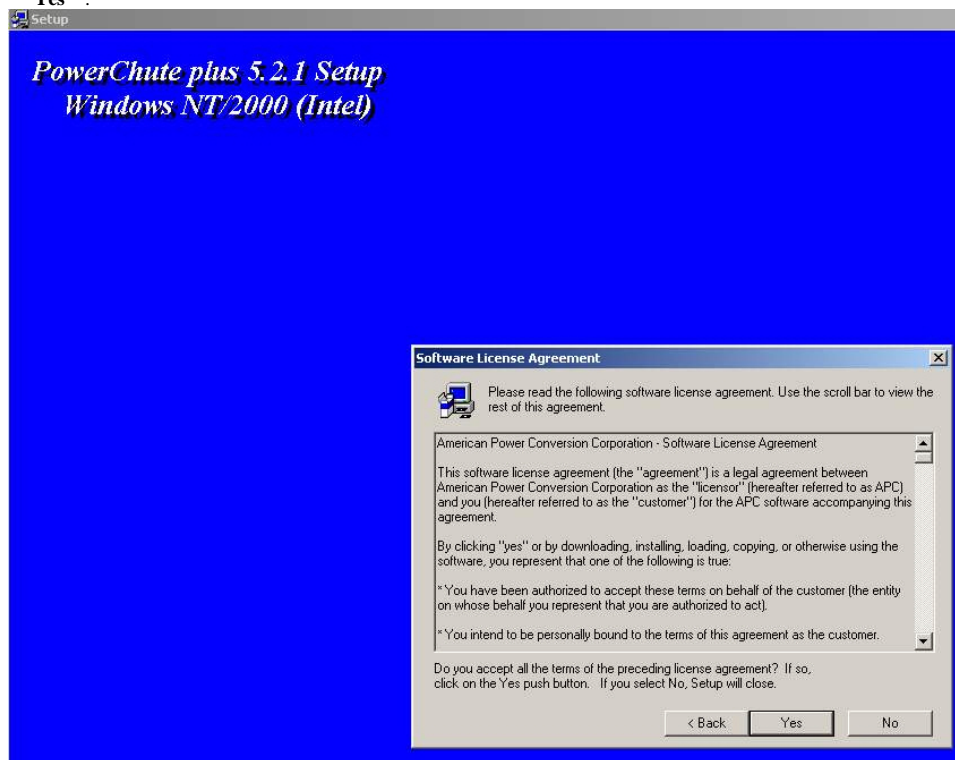 Yes .
Setup
PowerChute plus 5.2.1 Setup
Windows NT/2000 (Intel)
Software License Agreement
Please read the following software license agreement. Use the scroll bar to view the
rest of this agreement.
American Power Conversion Corporation - Software License Agreement
This software license agreement (the "agreement") is a legal agreement between
American Power Conversion Corporation as the "licensor" (hereafter referred to as APC)
and you (hereafter referred to as the "customer") for the APC software accompanying this
agreement.
By clicking "yes" or by downloading, installing, loading, copying, or otherwise using the
software, you represent that one of the following is true:
* You have been authorized to accept these terms on behalf of the customer (the entity
on whose behalf you represent that you are authorized to act).
* You intend to be personally bound to the terms of this agreement as the customer.
Do you accept all the terms of the preceding license agreement? If so,
click on the Yes push button. If you select No, Setup will close.
< Back
Yes
No